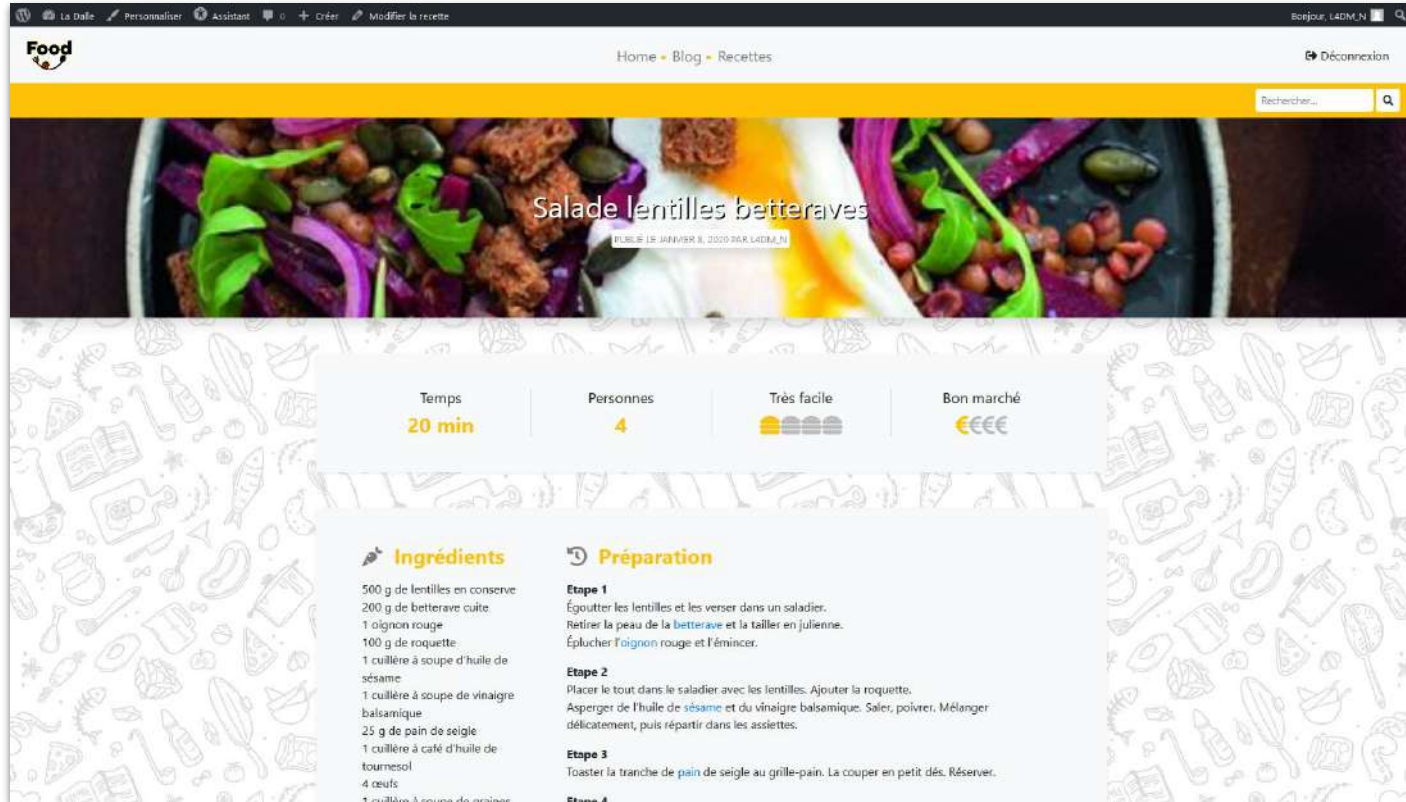 La Dalle Personnaliser Assistant 0 + Créer Modifier la recette Bonjour, L4DM_N
Food
Home - Blog - Recettes
Déconnexion
Rechercher...
Salade lentilles betteraves
PUBLIÉ LE JANVIER 8, 2020 PAR L4DM_N
Temps
20 min
Personnes
4
Très facile
Bon marché
€€€€
Ingrédients
500 g de lentilles en conserve
200 g de betterave cuite
1 oignon rouge
100 g de roquette
1 cuillère à soupe d'huile de
sésame
1 cuillère à soupe de vinaigre
balsamique
25 g de pain de seigle
1 cuillère à café d'huile de
tournesol
4 œufs
1 cuillère à soupe de graines
Préparation
Etape 1
Égoutter les lentilles et les verser dans un saladier.
Retirer la peau de la betterave et la tailler en julienne.
Éplucher l'oignon rouge et l'émincer.
Etape 2
Placer le tout dans le saladier avec les lentilles. Ajouter la roquette.
Asperger de l'huile de sésame et du vinaigre balsamique. Saler, poivrer. Mélanger
délicatement, puis répartir dans les assiettes.
Etape 3
Toaster la tranche de pain de seigle au grille-pain. La couper en petit dés. Réserver.
Etape 4